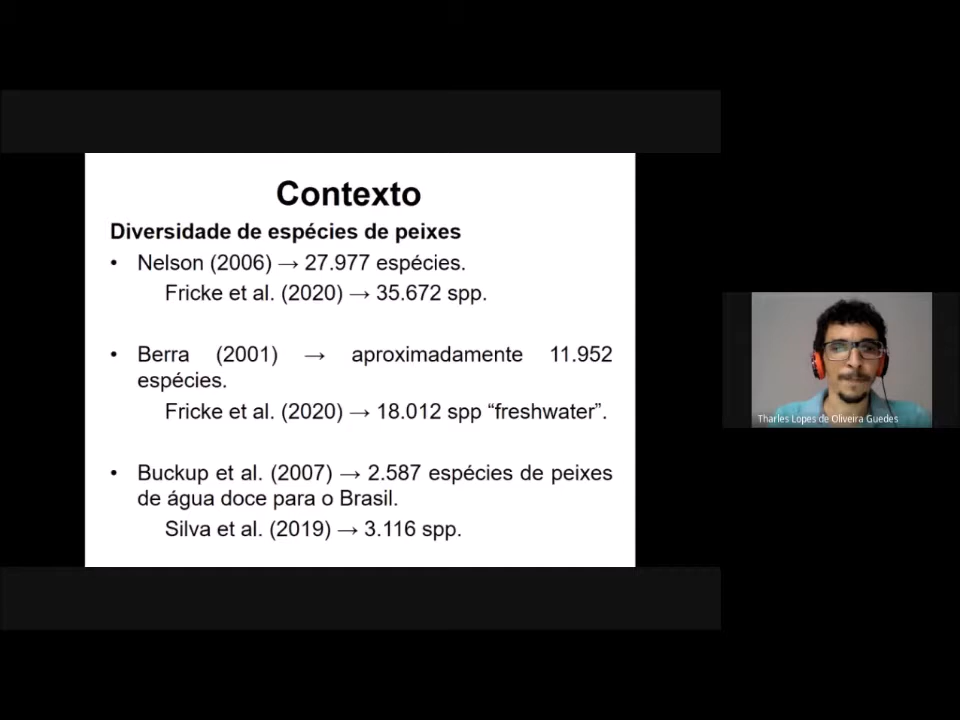 Contexto
Diversidade de espécies de peixes
• Nelson (2006) → 27.977 espécies.
Fricke et al. (2020) → 35.672 spp.
• Berra (2001) → aproximadamente 11.952
espécies.
Fricke et al. (2020) → 18.012 spp “freshwater”.
• Buckup et al. (2007) → 2.587 espécies de peixes
de água doce para o Brasil.
Silva et al. (2019) → 3.116 spp.
Tharles Lopes de Oliveira Guedes